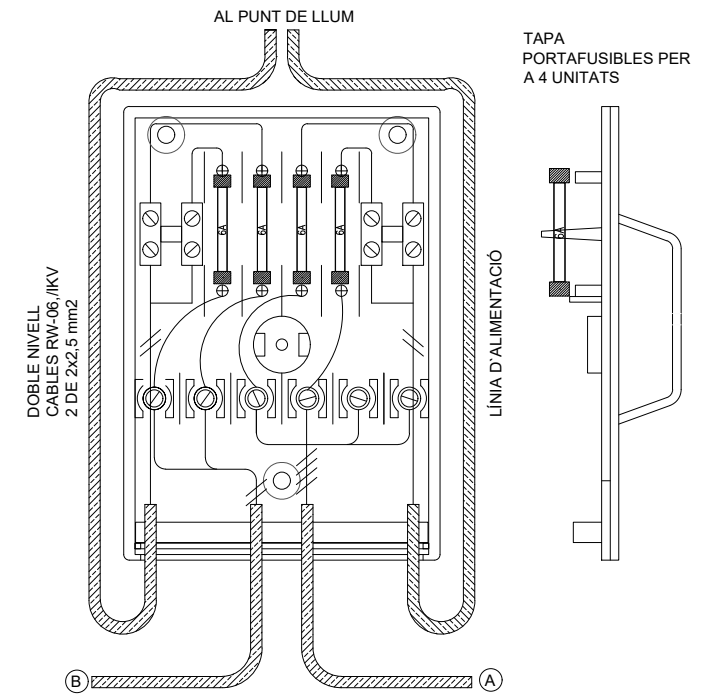 AL PUNT DE LLUM
TAPA
PORTAFUSIBLES PER
A 4 UNITATS
6A
6A
6A
6A
6A
DOBLE NIVELL
CABLES RW-06,/IKV
2 DE 2x2,5 mm2
LÍNIA D`ALIMENTACIÓ
B
A